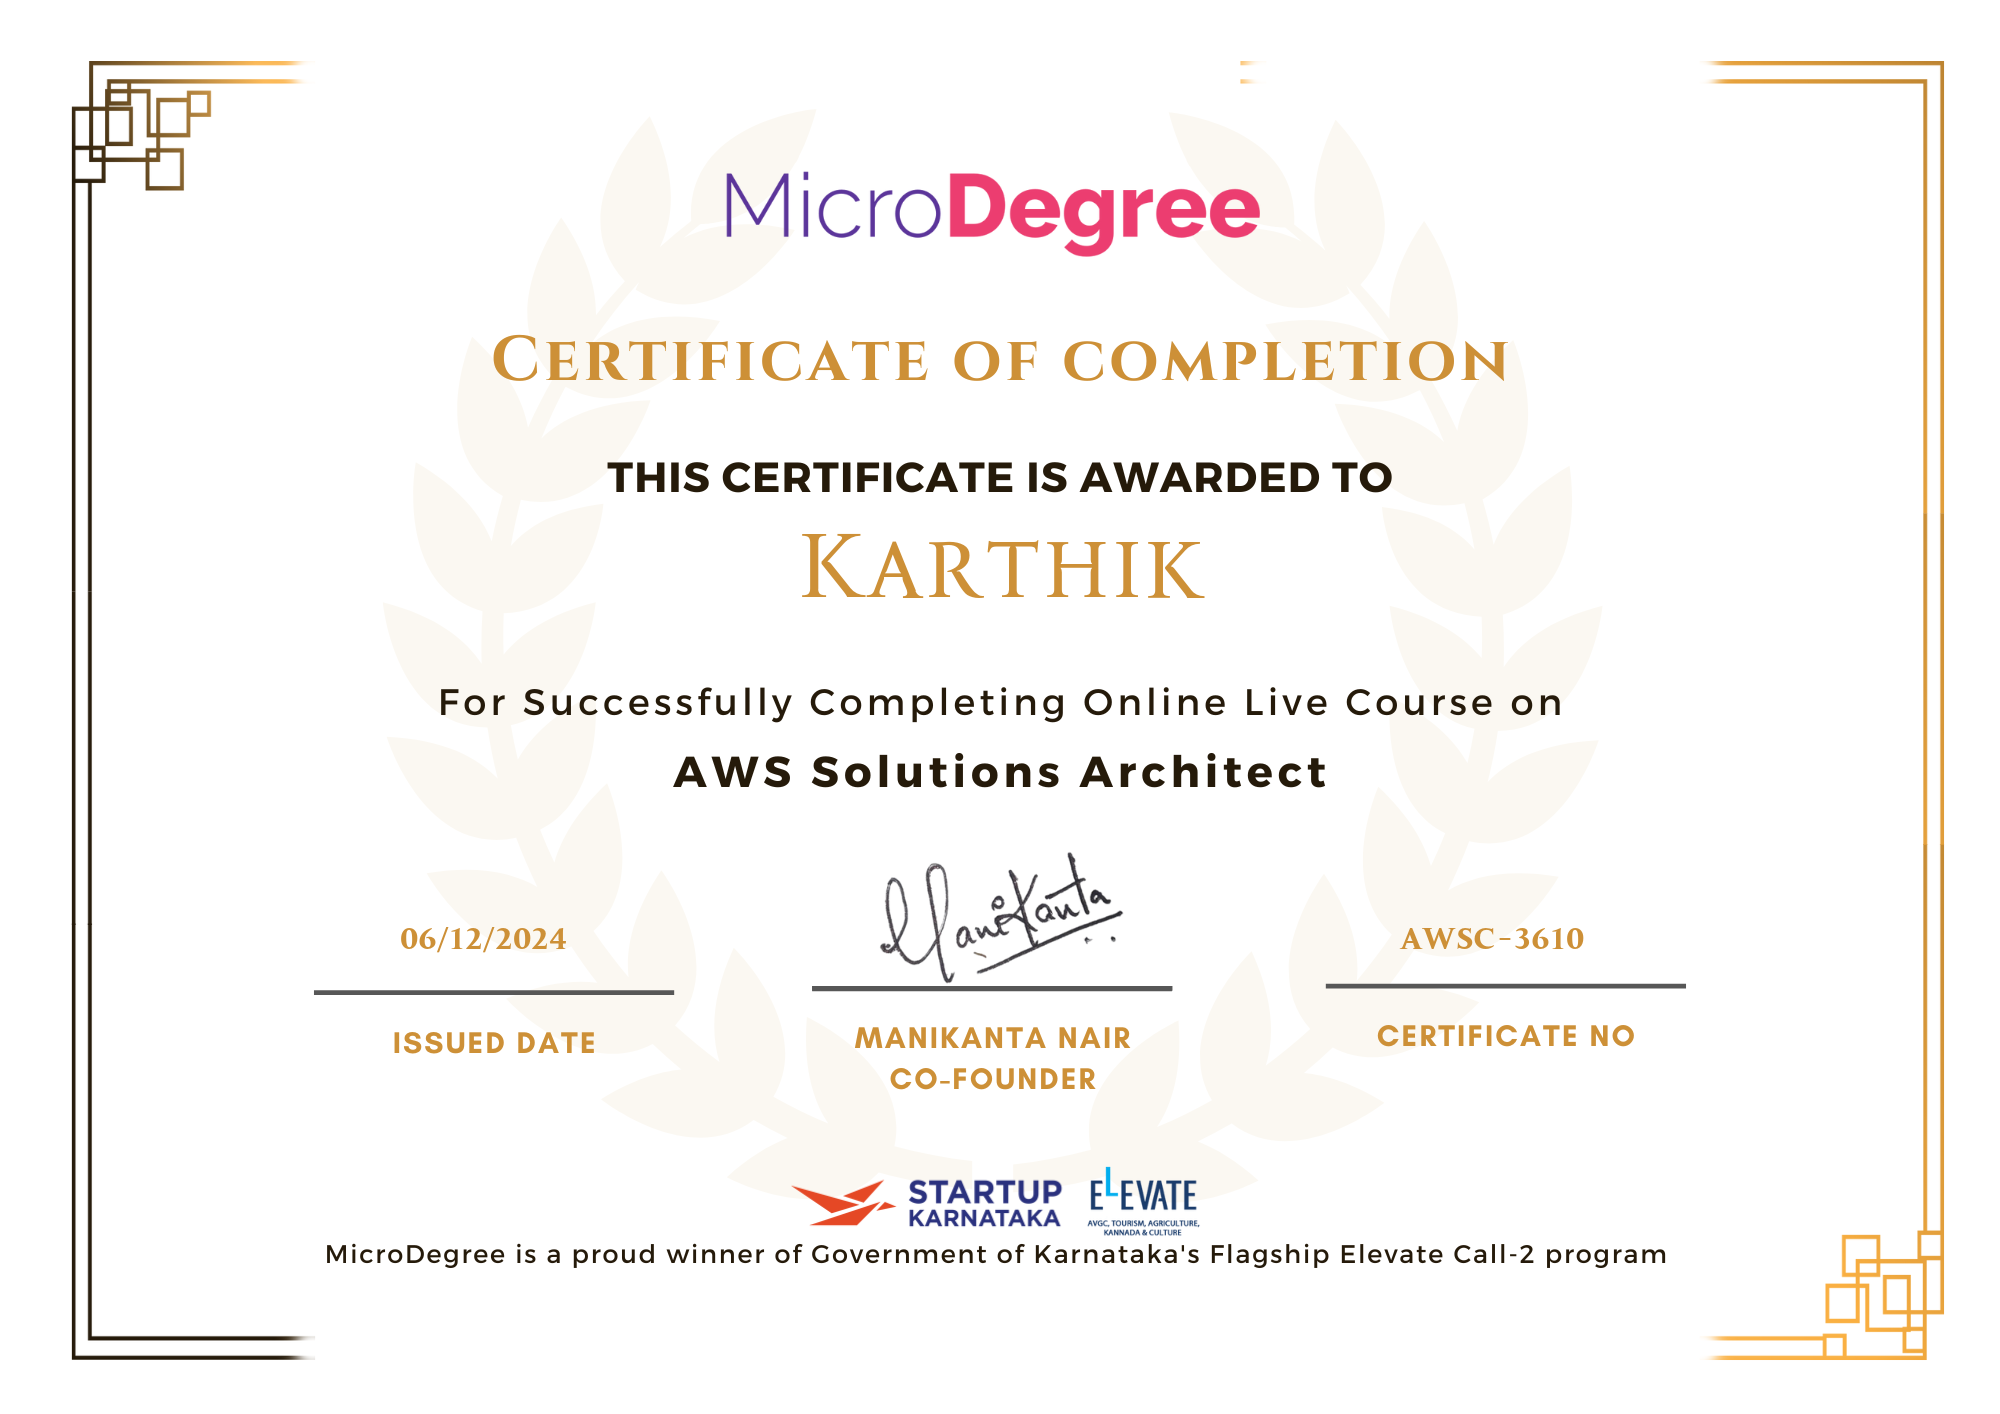 MicroDegree
Certificate of completion
THIS CERTIFICATE IS AWARDED TO
Karthik
For Successfully Completing Online Live Course on
AWS Solutions Architect
ManiKanta
06/12/2024
AWSC-3610
ISSUED DATE
MANIKANTA NAIR
CO-FOUNDER
CERTIFICATE NO
STARTUP
KARNATAKA
ELEVATE
AVGC, TOURISM, AGRICULTURE,
KANNADA & CULTURE
MicroDegree is a proud winner of Government of Karnataka's Flagship Elevate Call-2 program